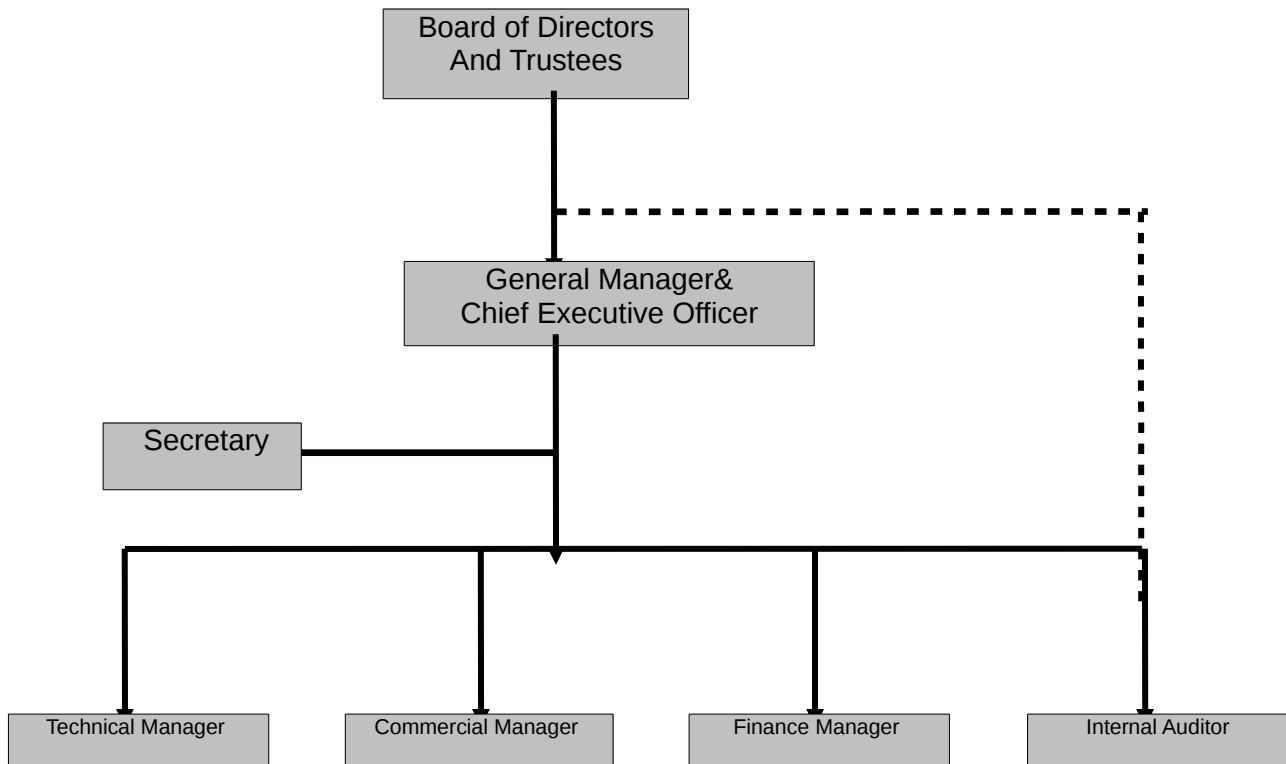 Board of Directors
And Trustees
General Manager&
Chief Executive Officer
Secretary
Technical Manager
Commercial Manager
Finance Manager
Internal Auditor